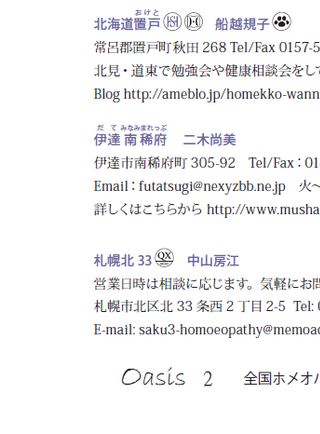 おけと
北海道置戸 HS HD 船越規子
常呂郡置戸町秋田 268 Tel/Fax 0157-5
北見・道東で勉強会や健康相談会をして
Blog http://ameblo.jp/homekko-wann
だて みなみまれっぷ
伊達 南稀府 二木尚美
伊達市南稀府町 305-92 Tel/Fax : 01
Email : futatsugi@nexyzbb.ne.jp 火〜
詳しくはこちらから http://www.musha
札幌北 33 QX 中山房江
営業日時は相談に応じます。気軽にお問
札幌市北区北 33 条西 2 丁目 2-5 Tel:
E-mail: saku3-homoeopathy@memoa
Oasis 2 全国ホメオ